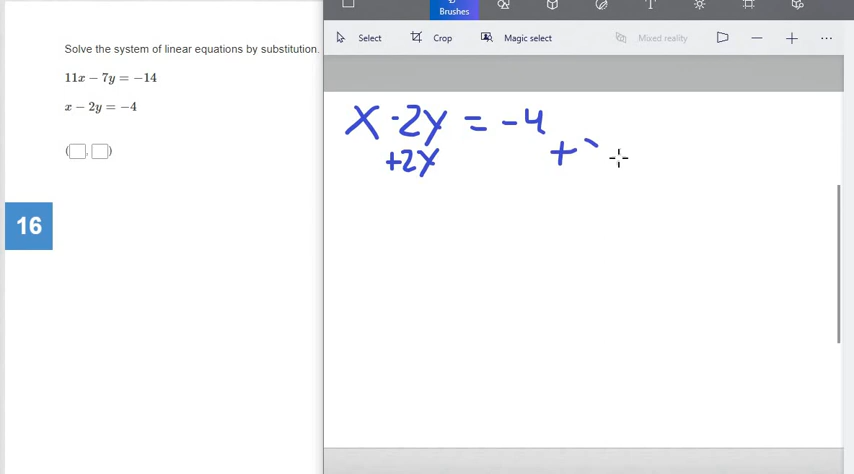 Brushes
Select
Crop
Magic select
Mixed reality
Solve the system of linear equations by substitution.
11x − 7y = −14
x − 2y = −4
( , )
16
X -2y = -4
+2y
+